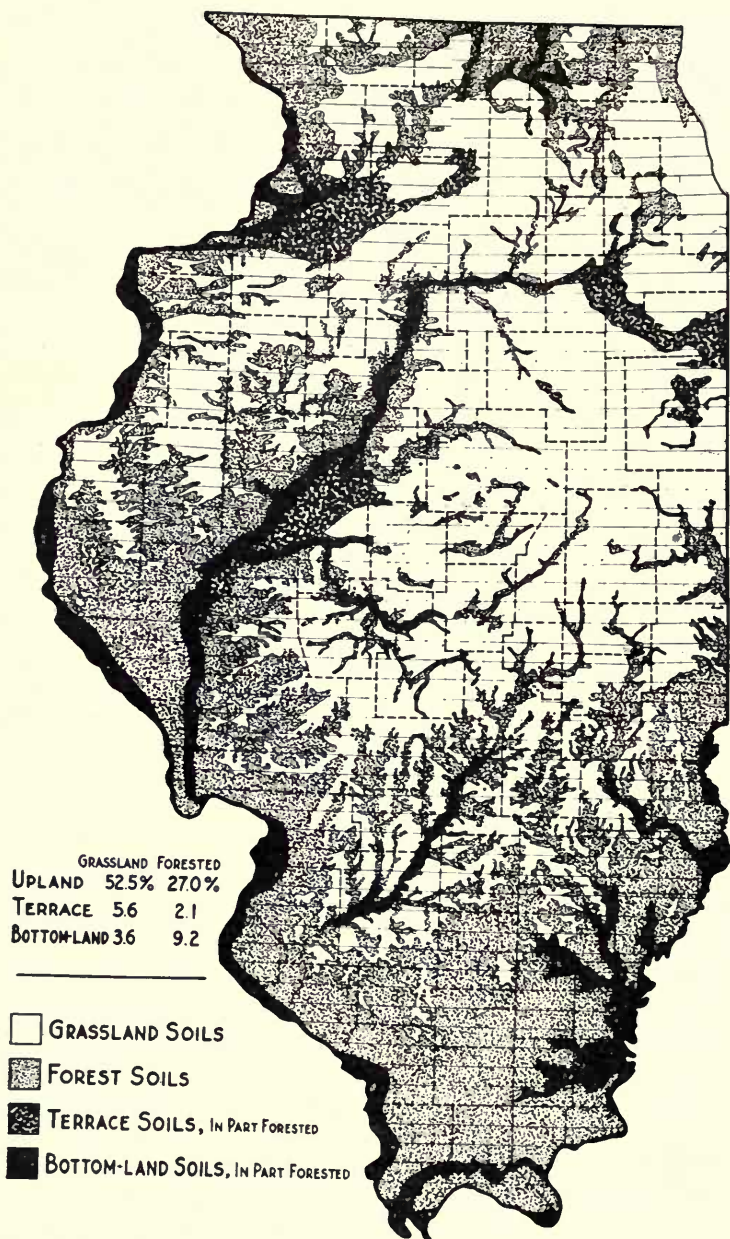 GRASSLAND FORESTED
UPLAND 52.5% 27.0%
TERRACE 5.6 2.1
BOTTOM-LAND 3.6 9.2
GRASSLAND SOILS
FOREST SOILS
TERRACE SOILS, IN PART FORESTED
BOTTOM-LAND SOILS, IN PART FORESTED